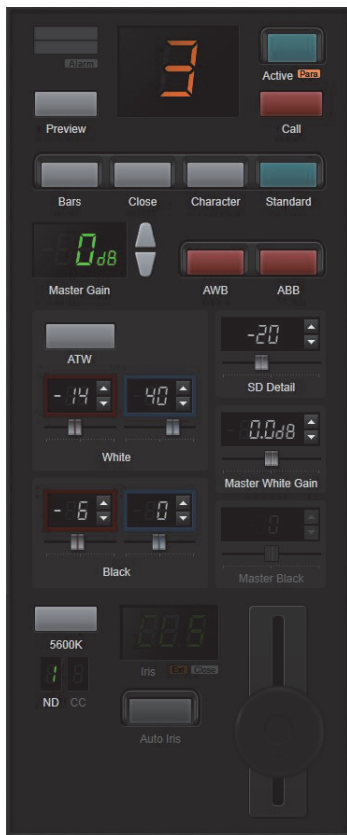 Alarm
3
Active Para
Preview
Call
Bars Close Character Standard
0dB
Master Gain AWB ABB
ATW
-20
SD Detail
-14 40
White
-0.0dB
Master White Gain
-6 0
Black
0
Master Black
5600K
Iris Ext Close
1
ND CC
Auto Iris